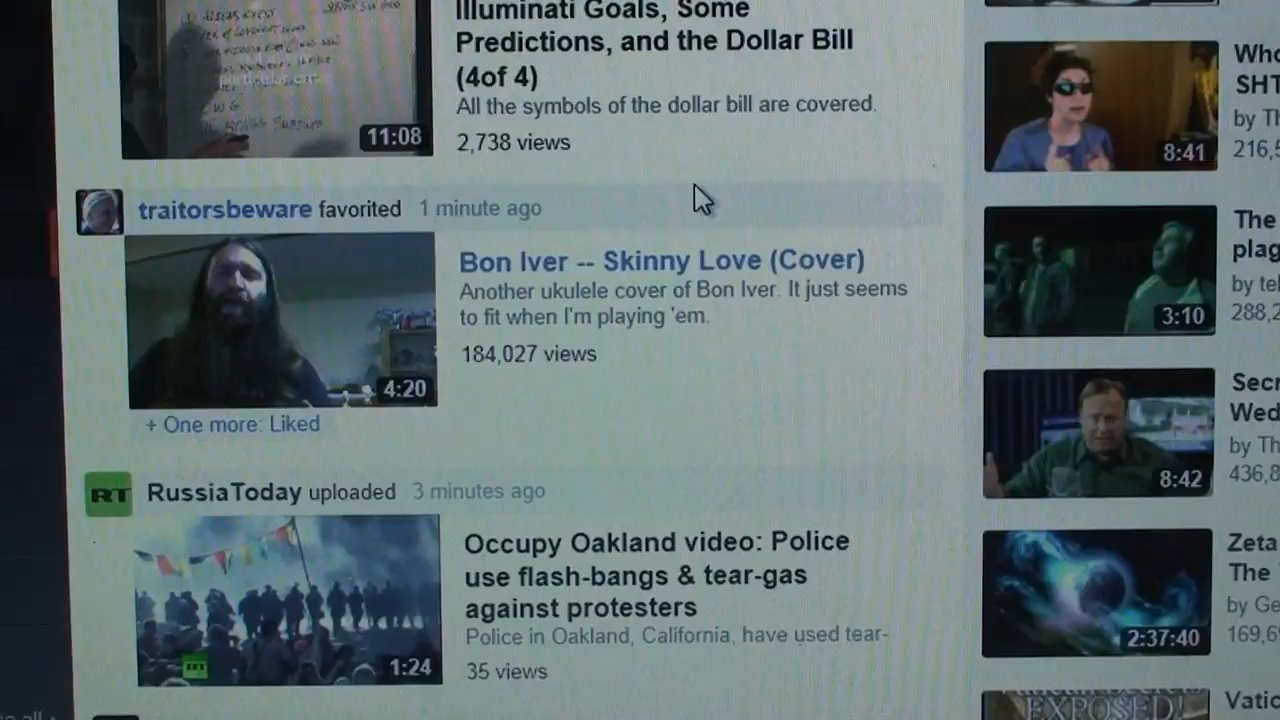 Illuminati Goals, Some
Predictions, and the Dollar Bill
(4of 4)
All the symbols of the dollar bill are covered.
2,738 views
11:08
traitorsbeware favorited 1 minute ago
Bon Iver -- Skinny Love (Cover)
Another ukulele cover of Bon Iver. It just seems
to fit when I'm playing 'em.
184,027 views
4:20
+ One more: Liked
RT
RussiaToday uploaded 3 minutes ago
Occupy Oakland video: Police
use flash-bangs & tear-gas
against protesters
Police in Oakland, California, have used tear-
35 views
RT
1:24
8:41
SHT
by Th
216,5
3:10
The
plag
by tel
288,2
8:42
Secr
Wed
by Th
436,8
2:37:40
Zeta
The
by Ge
169,6
EXPOSED!
Vatic